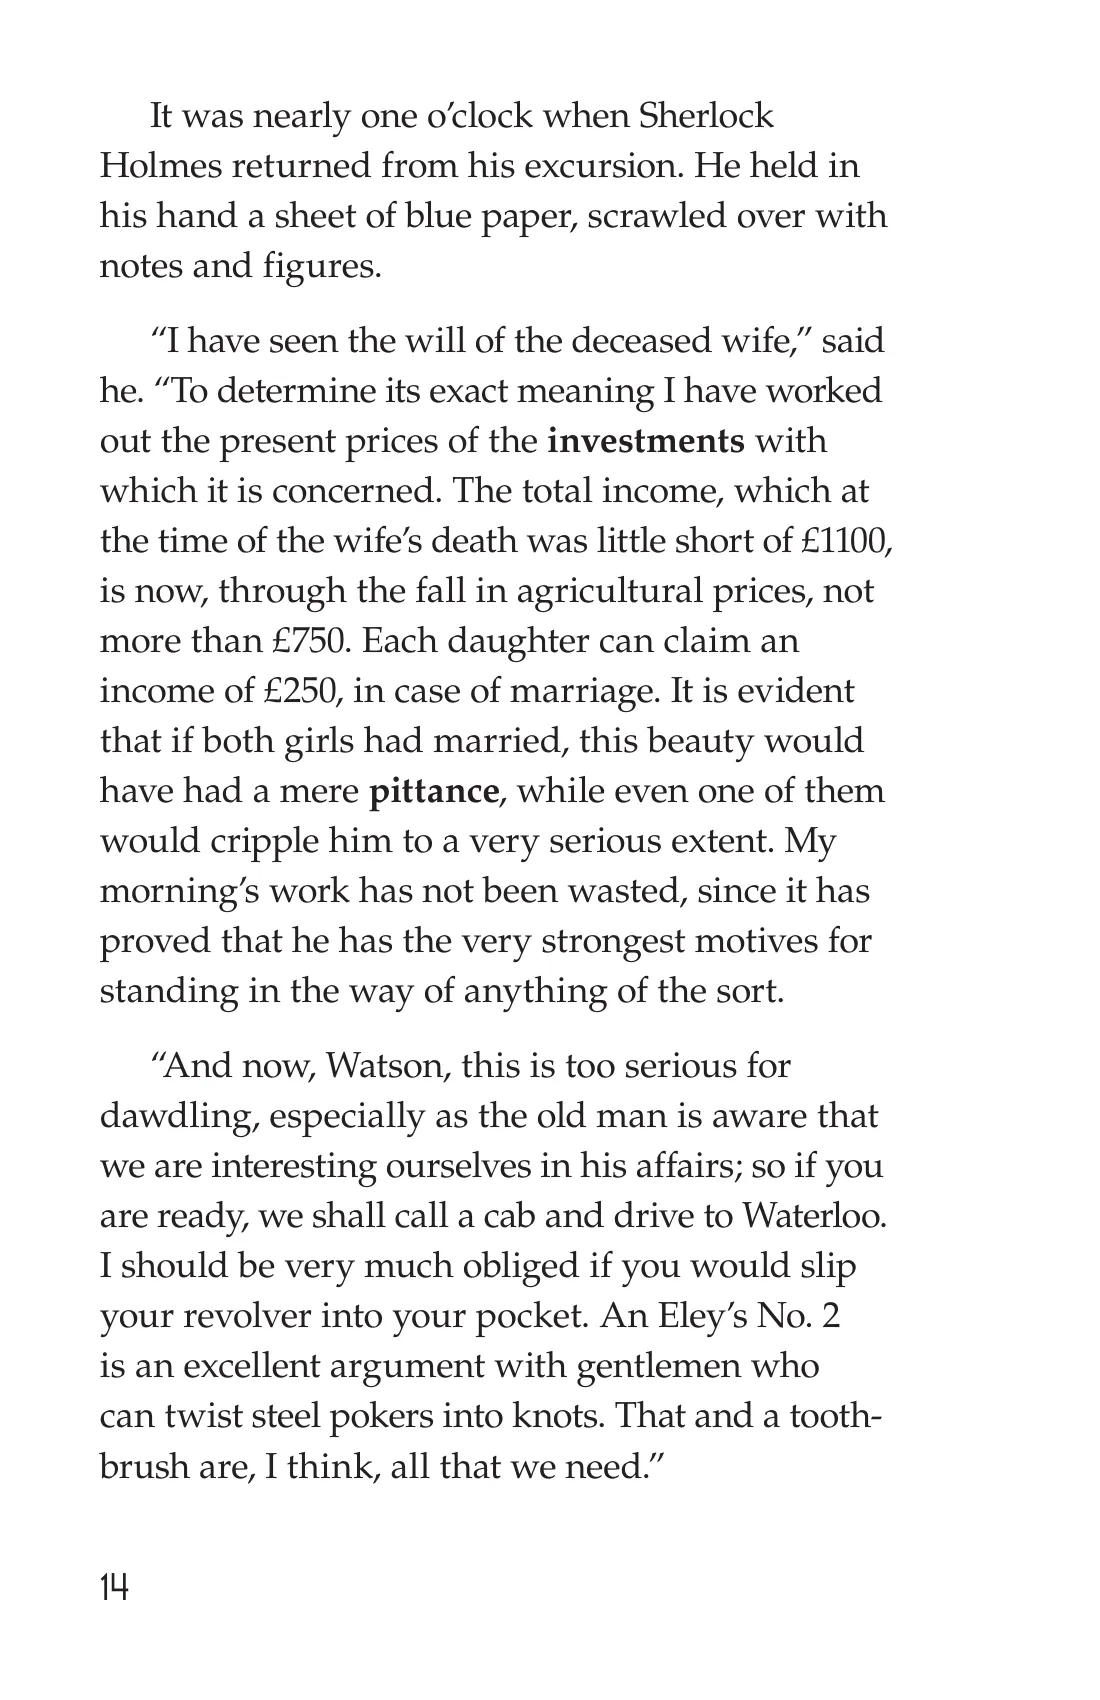 It was nearly one o’clock when Sherlock
Holmes returned from his excursion. He held in
his hand a sheet of blue paper, scrawled over with
notes and figures.
“I have seen the will of the deceased wife,” said
he. “To determine its exact meaning I have worked
out the present prices of the investments with
which it is concerned. The total income, which at
the time of the wife’s death was little short of £1100,
is now, through the fall in agricultural prices, not
more than £750. Each daughter can claim an
income of £250, in case of marriage. It is evident
that if both girls had married, this beauty would
have had a mere pittance, while even one of them
would cripple him to a very serious extent. My
morning’s work has not been wasted, since it has
proved that he has the very strongest motives for
standing in the way of anything of the sort.
“And now, Watson, this is too serious for
dawdling, especially as the old man is aware that
we are interesting ourselves in his affairs; so if you
are ready, we shall call a cab and drive to Waterloo.
I should be very much obliged if you would slip
your revolver into your pocket. An Eley’s No. 2
is an excellent argument with gentlemen who
can twist steel pokers into knots. That and a tooth-
brush are, I think, all that we need.”
14